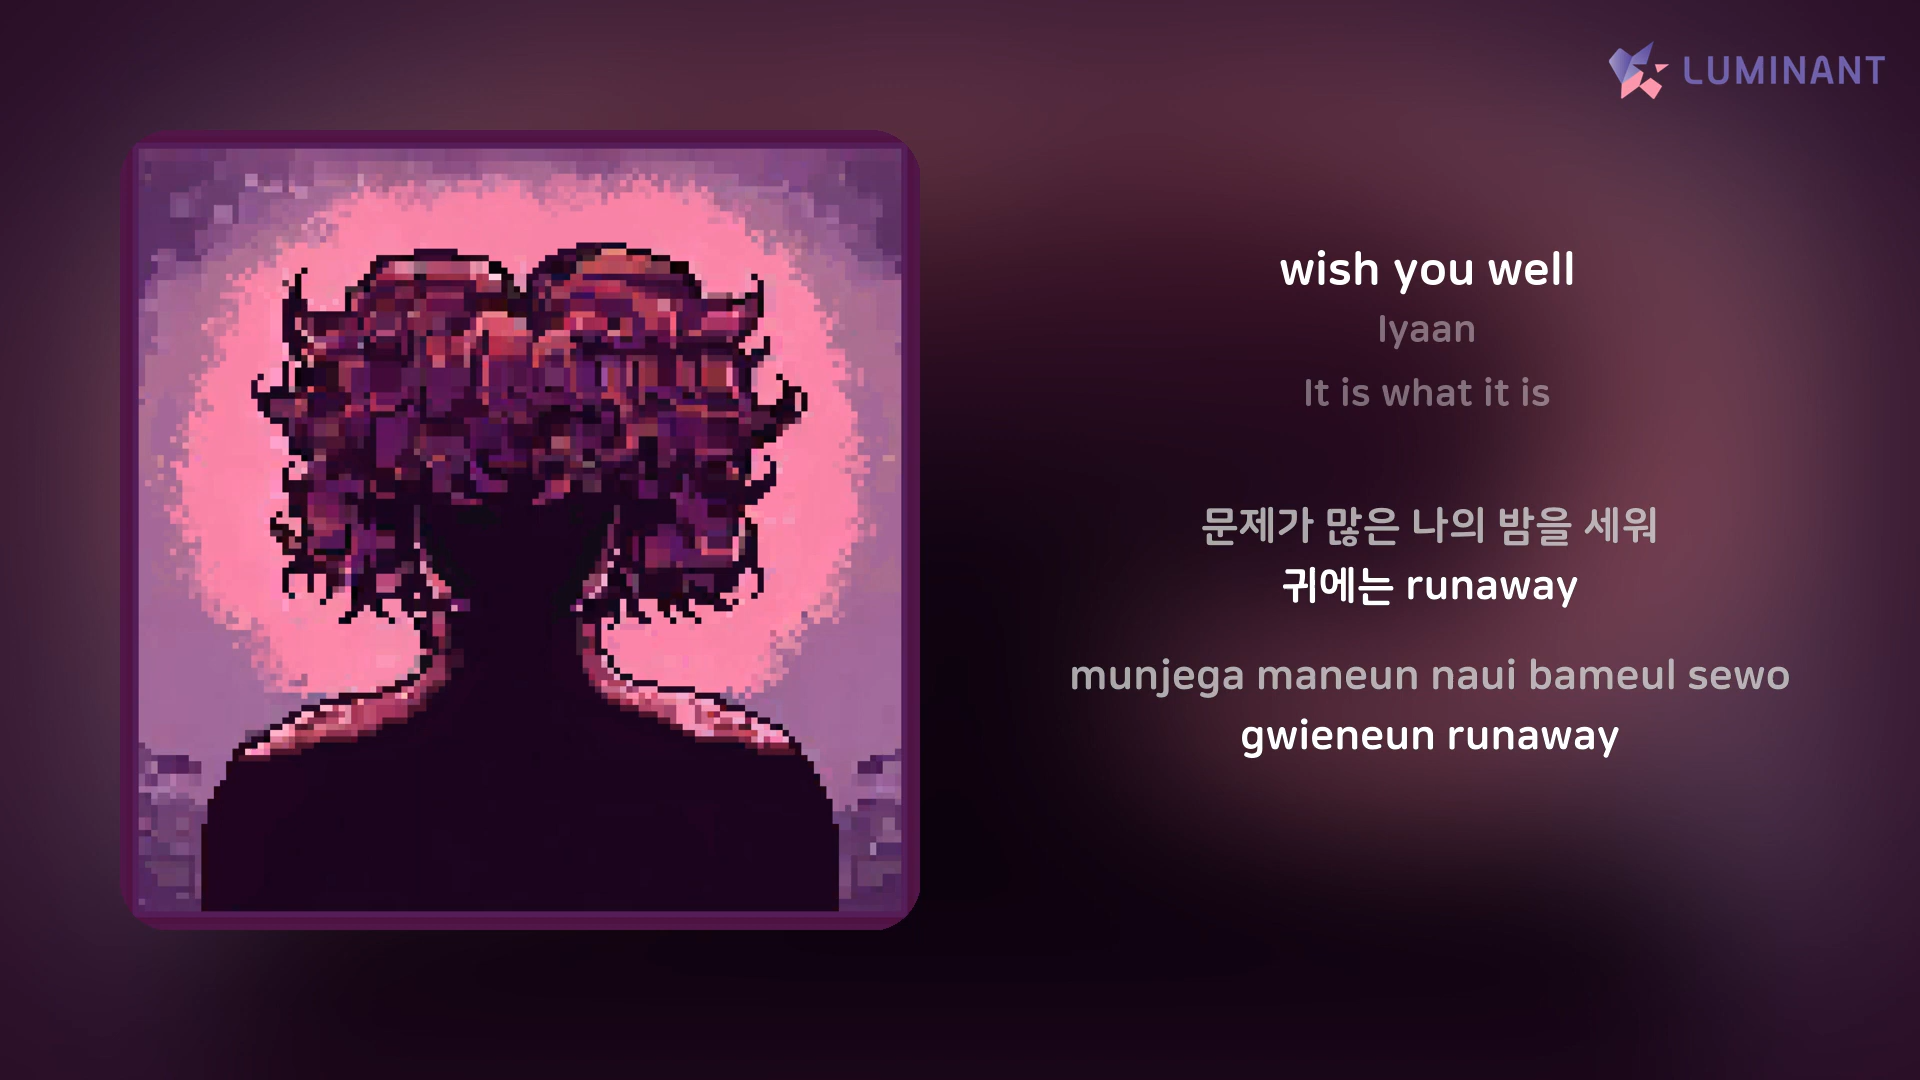 LUMINANT
wish you well
Iyaan
It is what it is
문제가 많은 나의 밤을 세워
귀에는 runaway
munjega maneun naui bameul sewo
gwieneun runaway